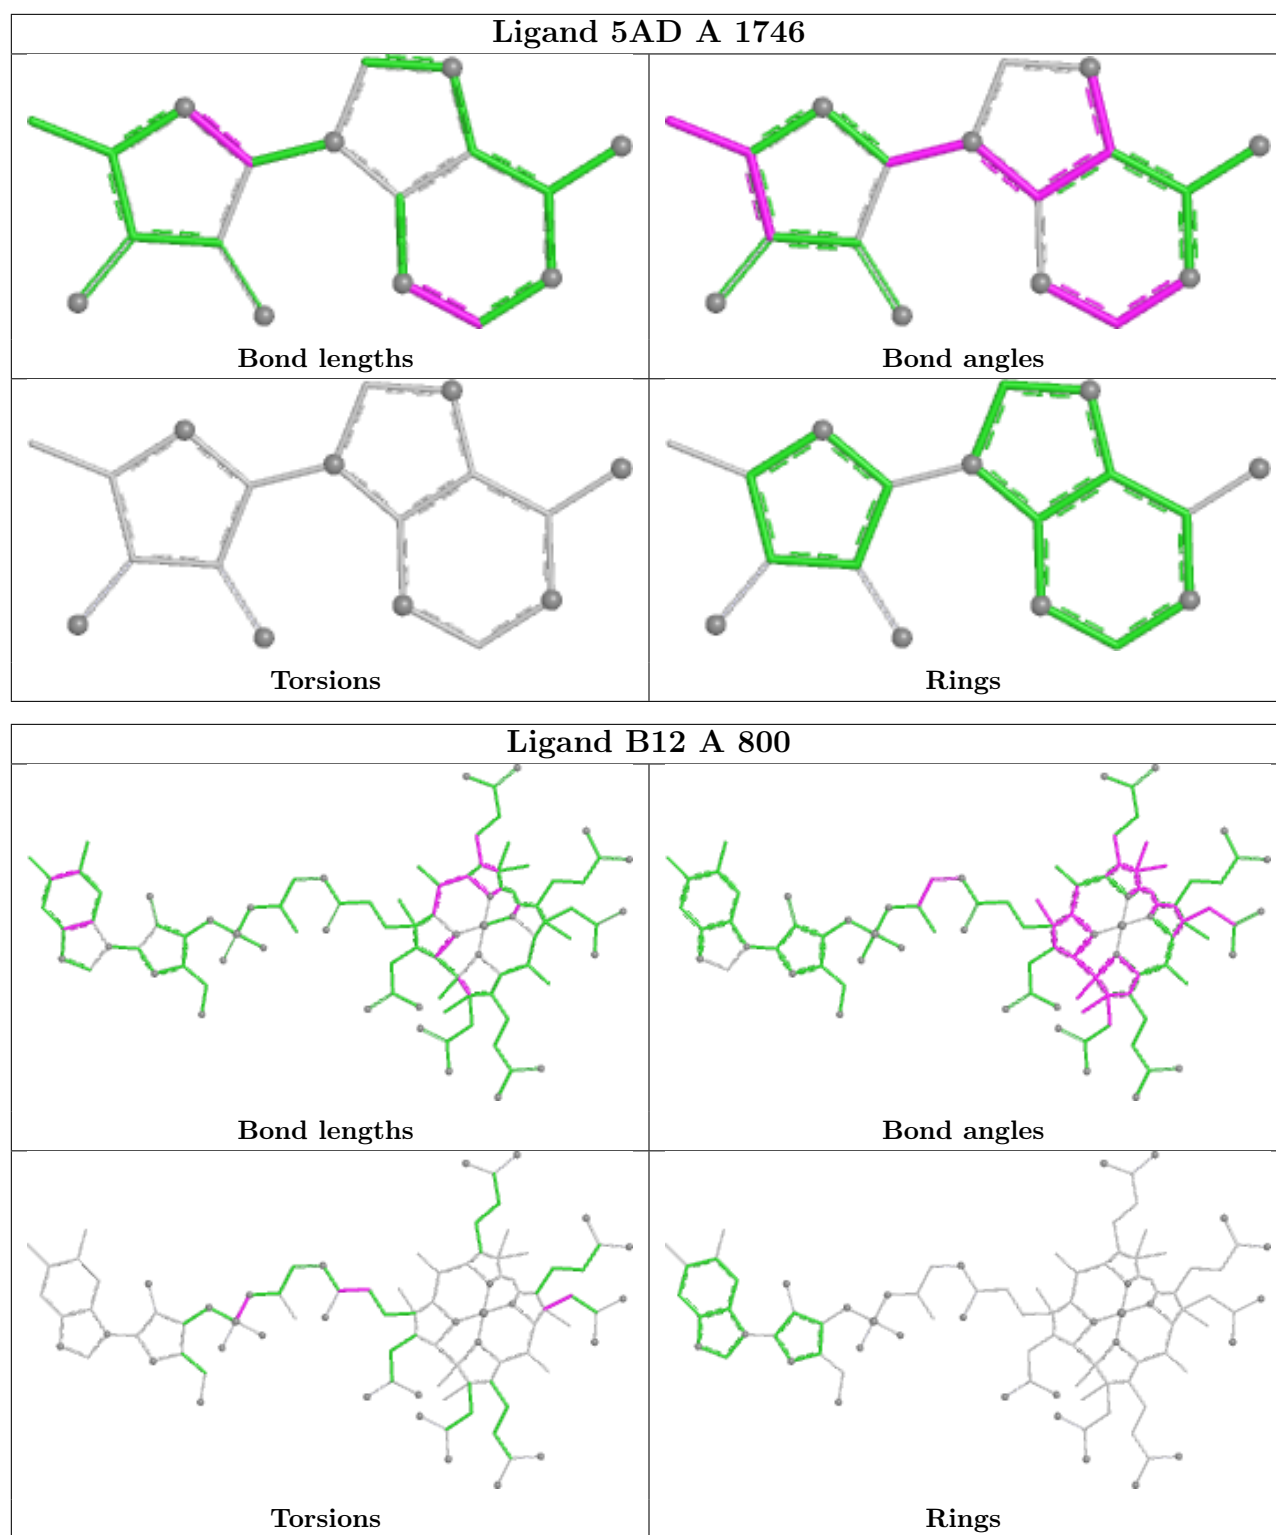 Ligand 5AD A 1746
Bond lengths
Bond angles
Torsions
Rings
Ligand B12 A 800
Bond lengths
Bond angles
Torsions
Rings